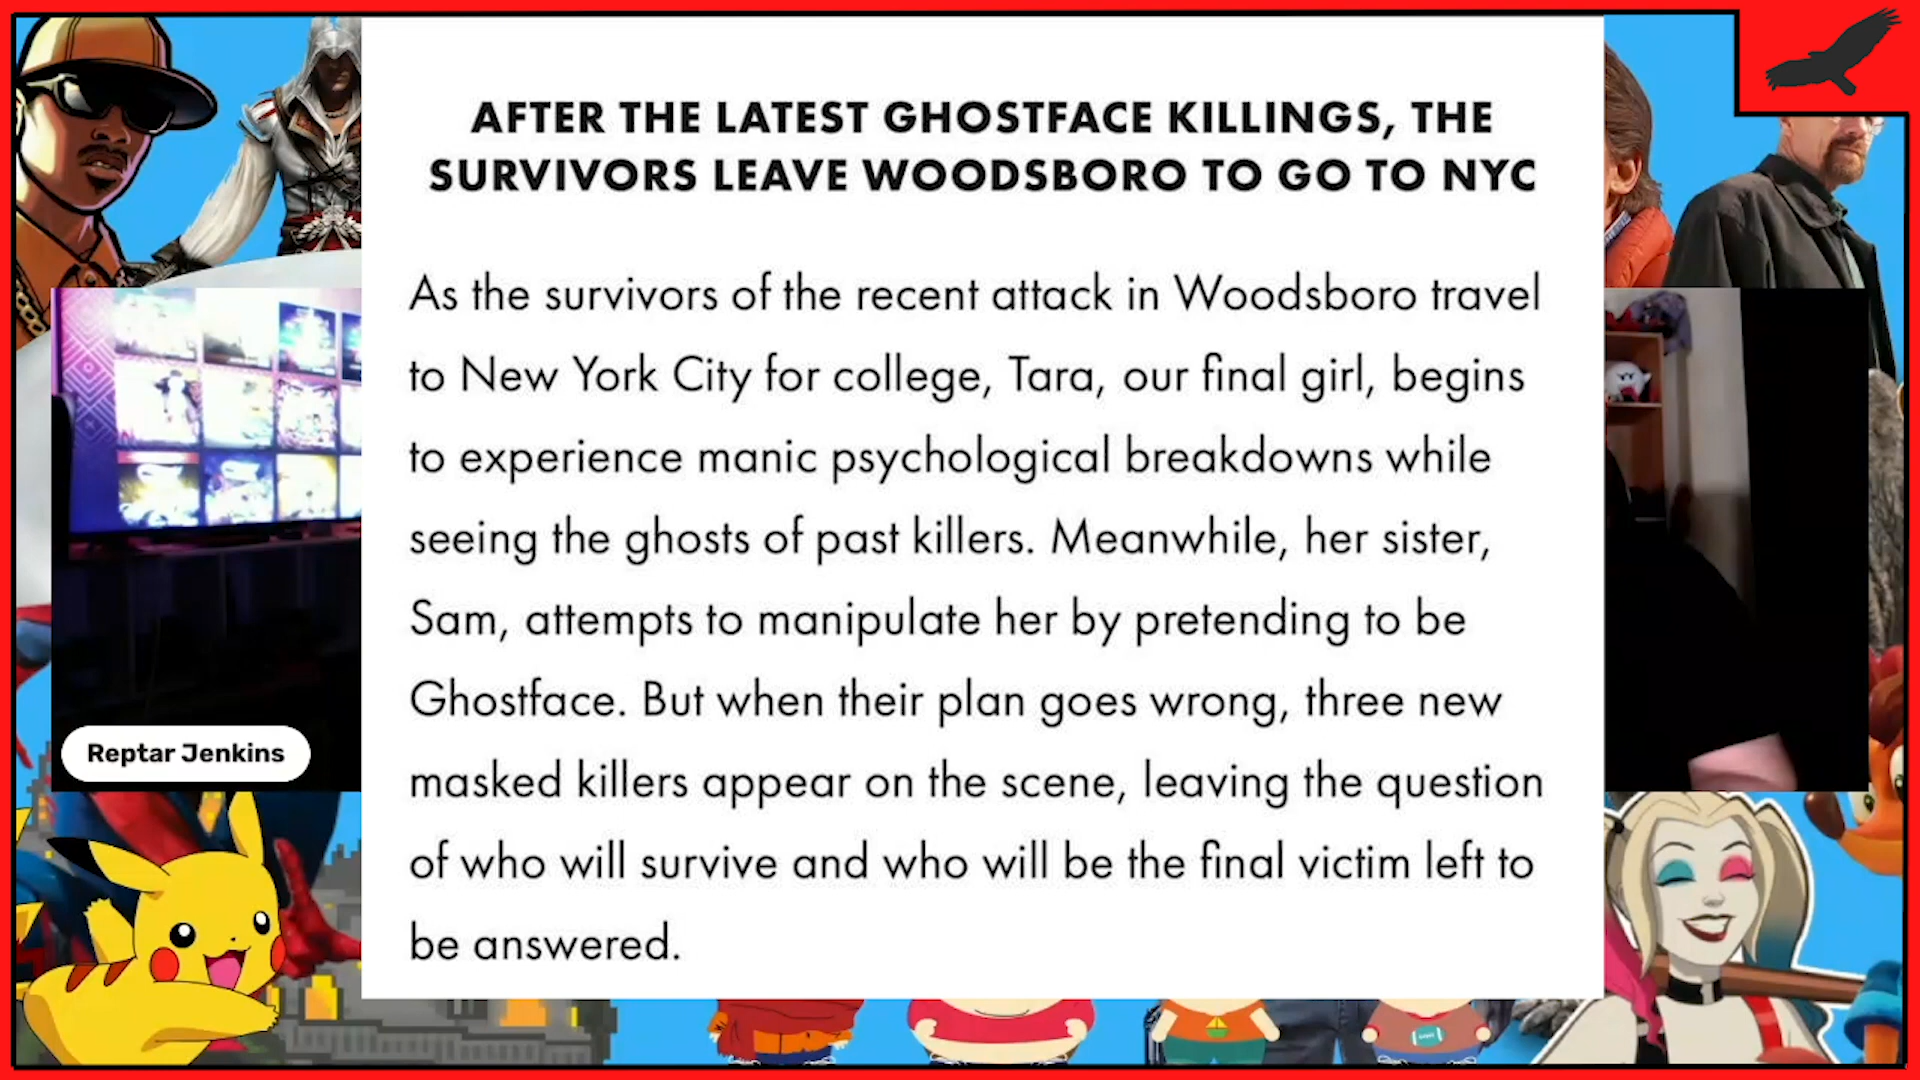 AFTER THE LATEST GHOSTFACE KILLINGS, THE
SURVIVORS LEAVE WOODSBORO TO GO TO NYC
As the survivors of the recent attack in Woodsboro travel
to New York City for college, Tara, our final girl, begins
to experience manic psychological breakdowns while
seeing the ghosts of past killers. Meanwhile, her sister,
Sam, attempts to manipulate her by pretending to be
Ghostface. But when their plan goes wrong, three new
masked killers appear on the scene, leaving the question
of who will survive and who will be the final victim left to
be answered.
Reptar Jenkins